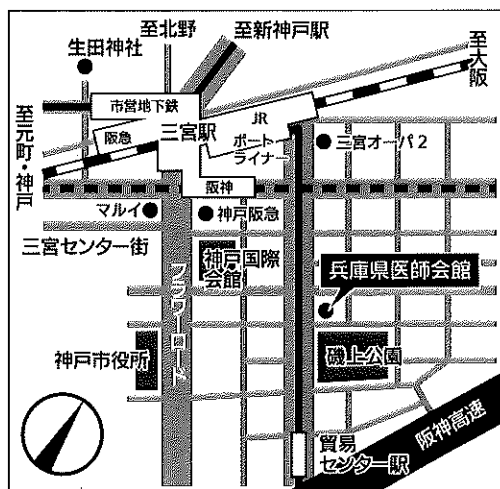 至北野
至新神戸駅
至大阪
生田神社
市営地下鉄
JR
三宮駅
阪急
ポート
ライナー
三宮オーパ2
至元町・神戸
阪神
マルイ
神戸阪急
三宮センター街
神戸国際
会館
兵庫県医師会館
フラワーロード
神戸市役所
磯上公園
阪神高速
貿易
センター駅